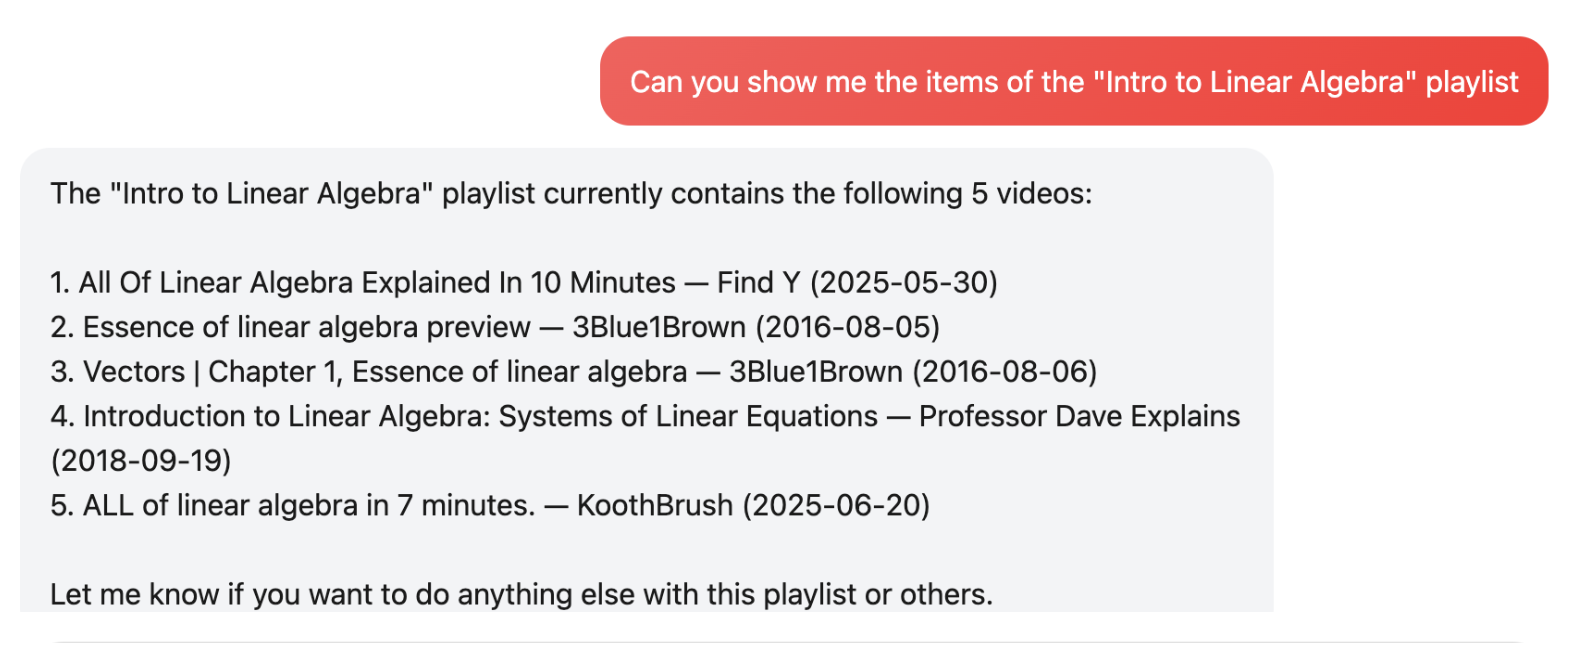 Can you show me the items of the "Intro to Linear Algebra" playlist
The "Intro to Linear Algebra" playlist currently contains the following 5 videos:
1. All Of Linear Algebra Explained In 10 Minutes — Find Y (2025-05-30)
2. Essence of linear algebra preview — 3Blue1Brown (2016-08-05)
3. Vectors | Chapter 1, Essence of linear algebra — 3Blue1Brown (2016-08-06)
4. Introduction to Linear Algebra: Systems of Linear Equations — Professor Dave Explains
(2018-09-19)
5. ALL of linear algebra in 7 minutes. — KoothBrush (2025-06-20)
Let me know if you want to do anything else with this playlist or others.